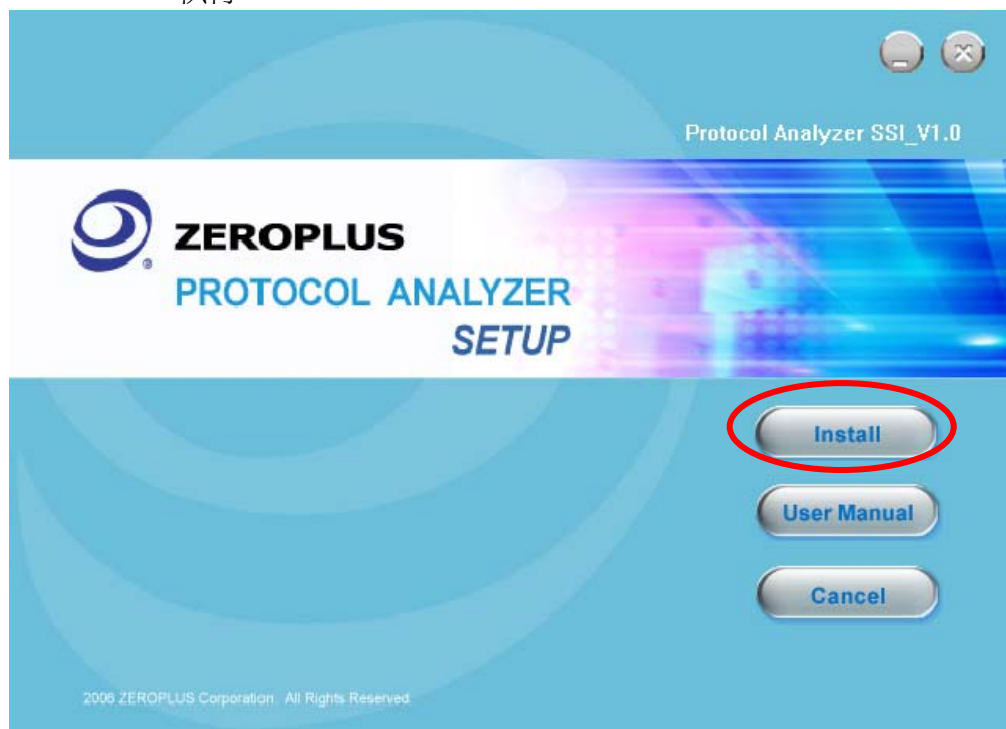 Protocol Analyzer SSI_V1.0
ZEROPLUS
®
PROTOCOL ANALYZER
SETUP
Install
User Manual
Cancel
2006 ZEROPLUS Corporation. All Rights Reserved.